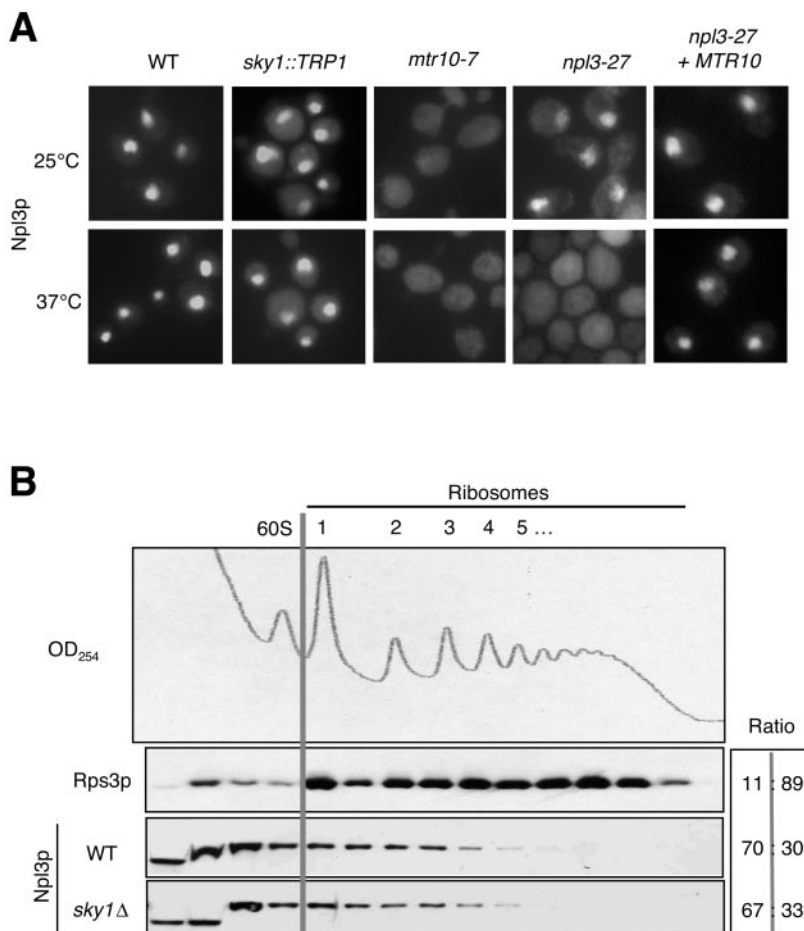 A
WT sky1::TRP1 mtr10-7 npl3-27 npl3-27
+ MTR10
25°C
Npl3p
37°C
B
Ribosomes
60S 1 2 3 4 5 ...
OD254
Ratio
Rps3p 11 : 89
Npl3p
WT 70 : 30
sky1Δ 67 : 33